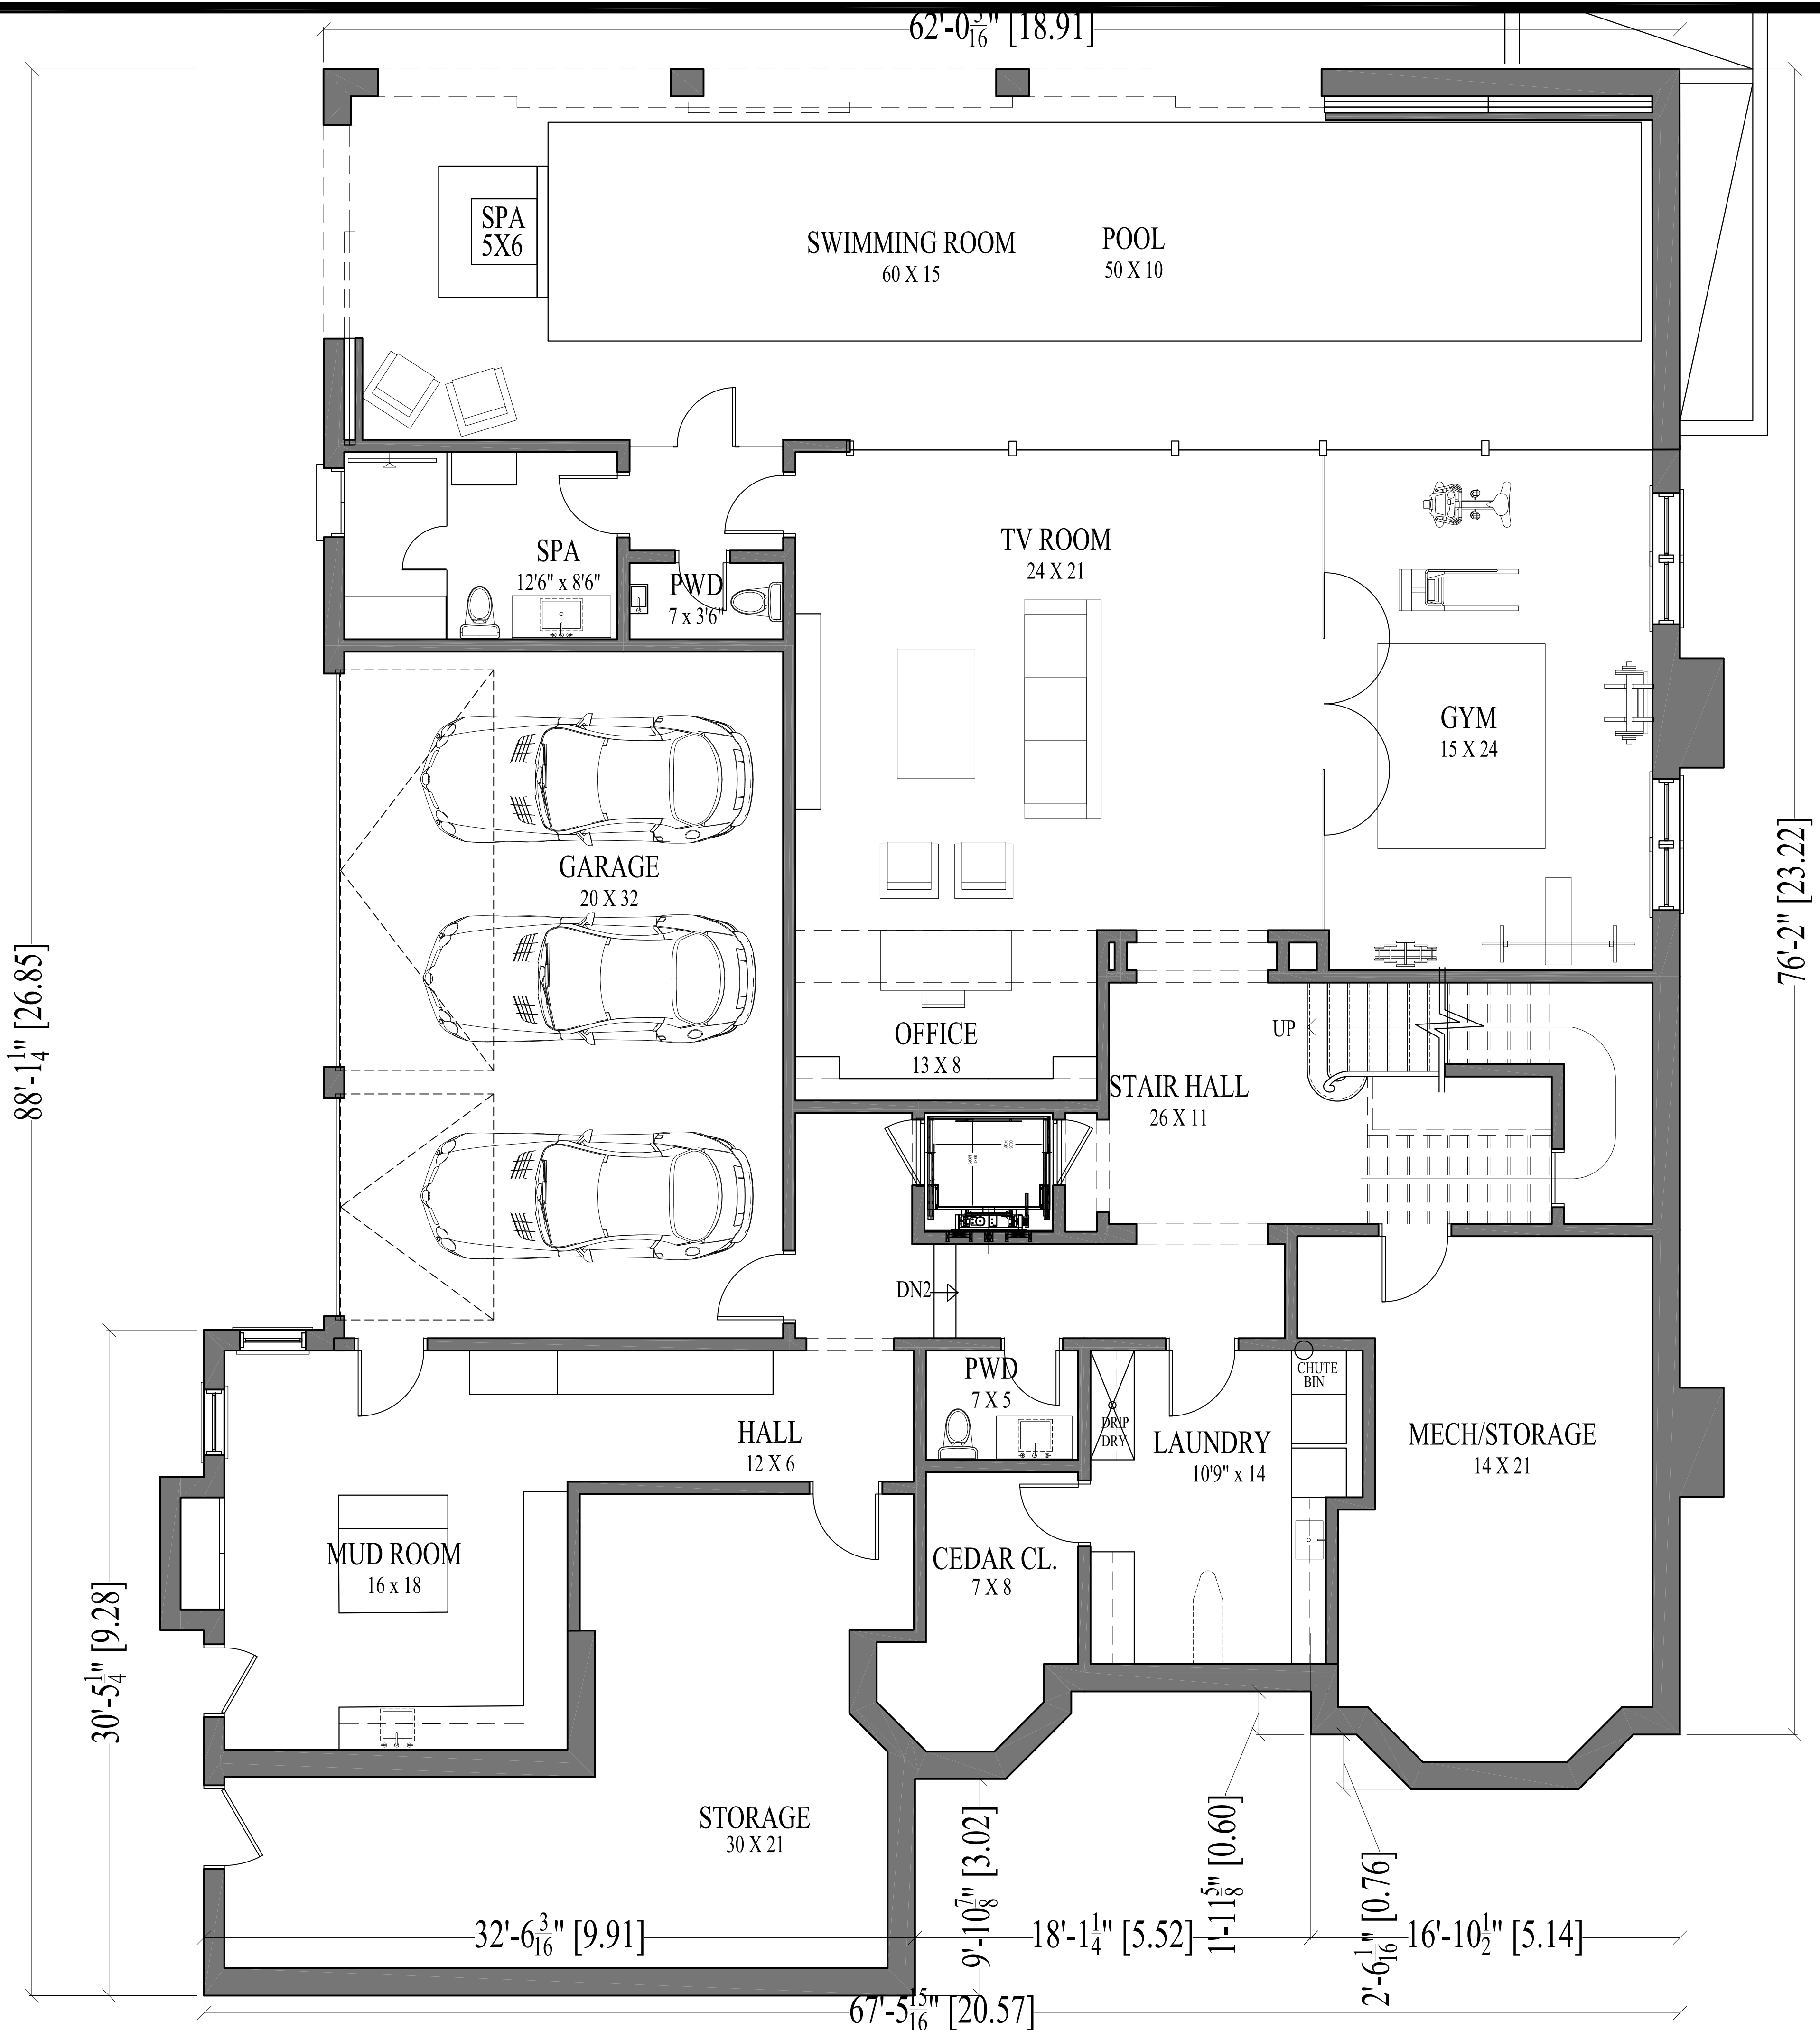 62'-0 5/16" [18.91]
SPA
5X6
SWIMMING ROOM
60 X 15
POOL
50 X 10
SPA
12'6" x 8'6"
PWD
7 x 3'6"
TV ROOM
24 X 21
GYM
15 X 24
GARAGE
20 X 32
88'-1 1/4" [26.85]
76'-2" [23.22]
OFFICE
13 X 8
UP
STAIR HALL
26 X 11
DN2
PWD
7 X 5
CHUTE
BIN
DRIP
DRY
HALL
12 X 6
LAUNDRY
10'9" x 14
MECH/STORAGE
14 X 21
MUD ROOM
16 x 18
CEDAR CL.
7 X 8
30'-5 1/4" [9.28]
STORAGE
30 X 21
32'-6 3/16" [9.91]
9'-10 7/8" [3.02]
18'-1 1/4" [5.52]
1'-11 5/8" [0.60]
2'-6 1/16" [0.76]
16'-10 1/2" [5.14]
67'-5 15/16" [20.57]